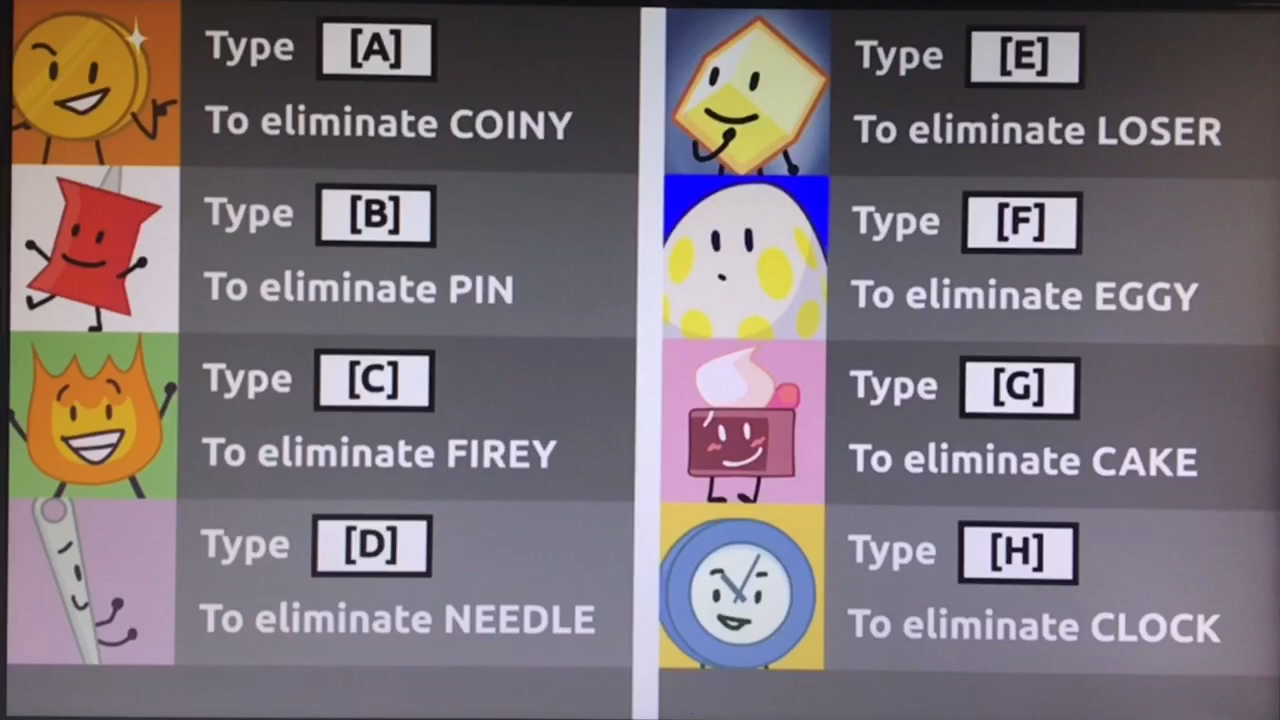 Type [A]
To eliminate COINY
Type [B]
To eliminate PIN
Type [C]
To eliminate FIREY
Type [D]
To eliminate NEEDLE
Type [E]
To eliminate LOSER
Type [F]
To eliminate EGGY
Type [G]
To eliminate CAKE
Type [H]
To eliminate CLOCK